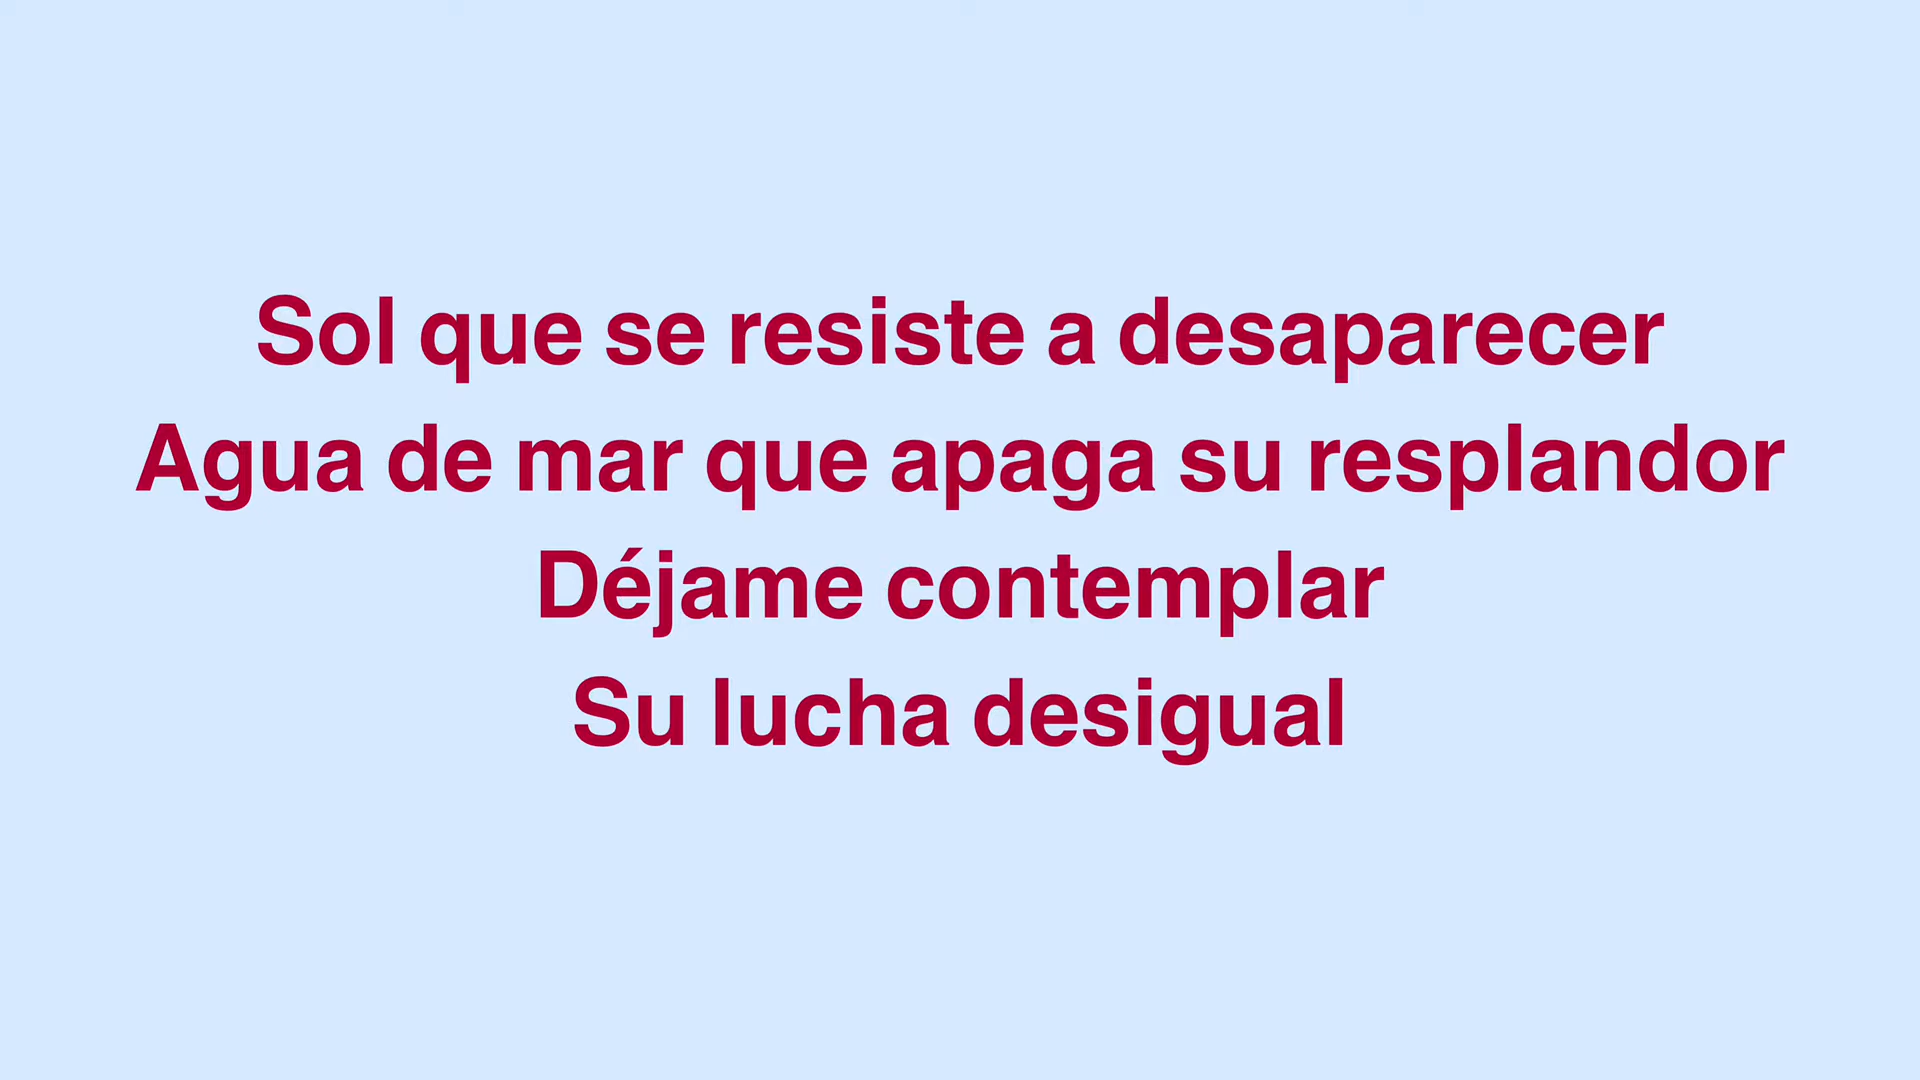 Sol que se resiste a desaparecer
Agua de mar que apaga su resplandor
Déjame contemplar
Su lucha desigual